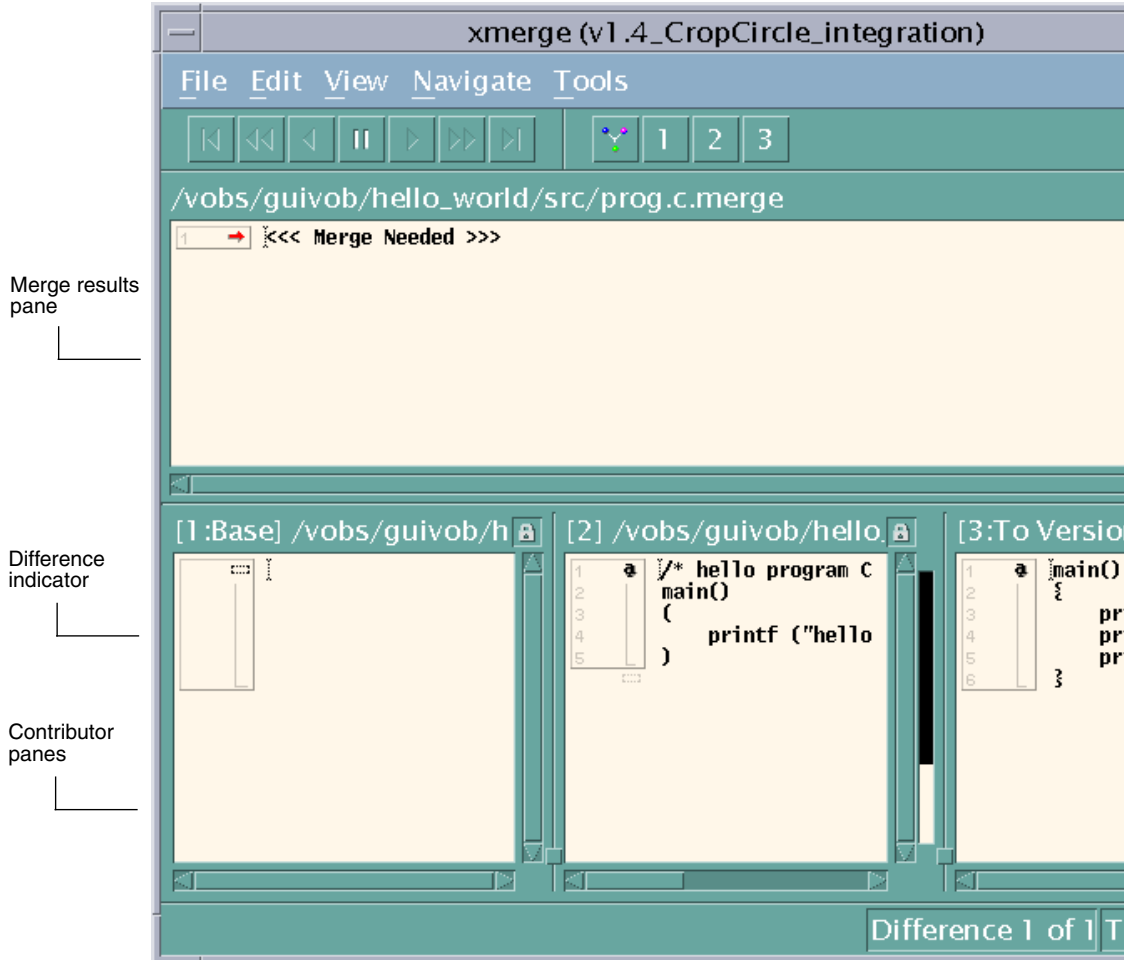 xmerge (v1.4_CropCircle_integration)
File Edit View Navigate Tools
1 2 3
/vobs/guivob/hello_world/src/prog.c.merge
1 <<< Merge Needed >>>
Merge results
pane
[1:Base] /vobs/guivob/h
[2] /vobs/guivob/hello_
[3:To Versio
Difference
indicator
1 a /* hello program C
2 main()
3 (
4 printf ("hello
5 )
1 a main()
2 {
3 pr
4 pr
5 pr
6 }
Contributor
panes
Difference 1 of 1 T